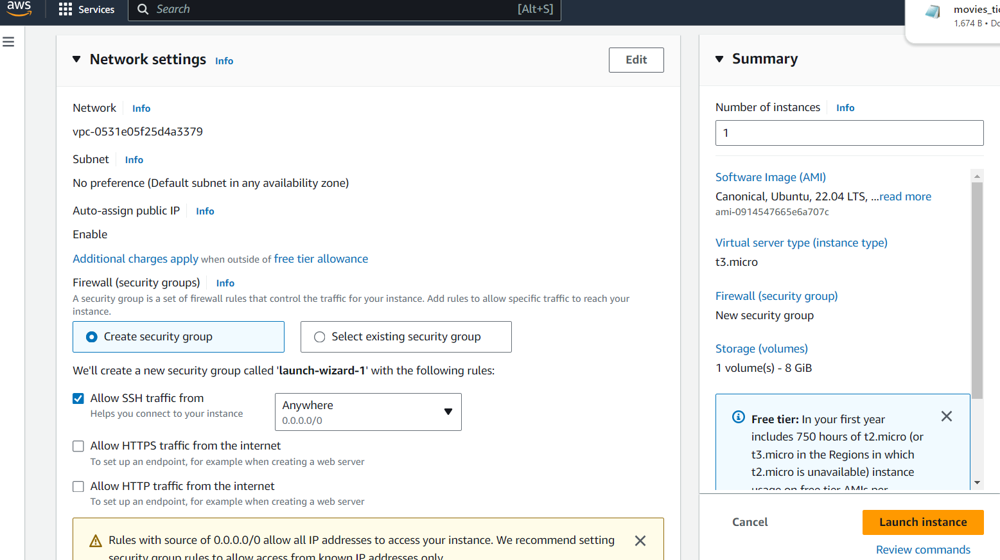 aws
Services
Search
[Alt+S]
movies_tic
1,674 B • Do
Network settings Info
Edit
Network Info
vpc-0531e05f25d4a3379
Subnet Info
No preference (Default subnet in any availability zone)
Auto-assign public IP Info
Enable
Additional charges apply when outside of free tier allowance
Firewall (security groups) Info
A security group is a set of firewall rules that control the traffic for your instance. Add rules to allow specific traffic to reach your
instance.
Create security group
Select existing security group
We'll create a new security group called 'launch-wizard-1' with the following rules:
Allow SSH traffic from
Helps you connect to your instance
Anywhere
0.0.0.0/0
Allow HTTPS traffic from the internet
To set up an endpoint, for example when creating a web server
Allow HTTP traffic from the internet
To set up an endpoint, for example when creating a web server
Rules with source of 0.0.0.0/0 allow all IP addresses to access your instance. We recommend setting
security group rules to allow access from known IP addresses only.
Summary
Number of instances Info
1
Software Image (AMI)
Canonical, Ubuntu, 22.04 LTS, ...read more
ami-0914547665e6a707c
Virtual server type (instance type)
t3.micro
Firewall (security group)
New security group
Storage (volumes)
1 volume(s) - 8 GiB
Free tier: In your first year
includes 750 hours of t2.micro (or
t3.micro in the Regions in which
t2.micro is unavailable) instance
usage on free tier AMIs per
Cancel
Launch instance
Review commands